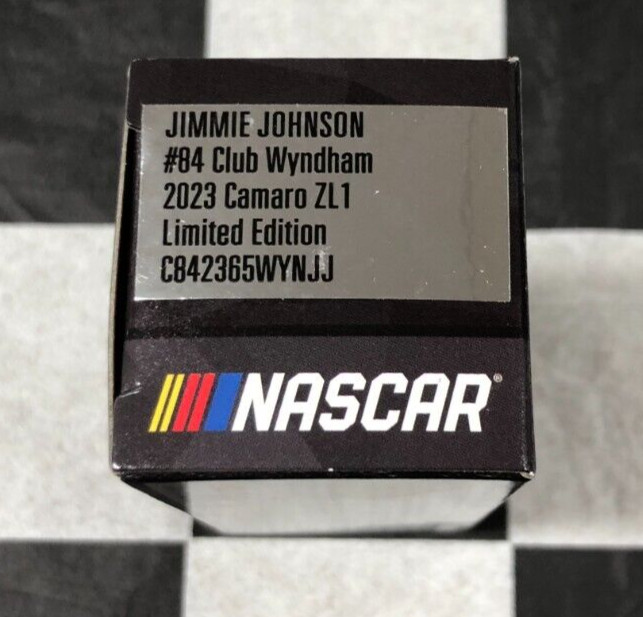 JIMMIE JOHNSON
#84 Club Wyndham
2023 Camaro ZL1
Limited Edition
C842365WYNJJ
NASCAR®